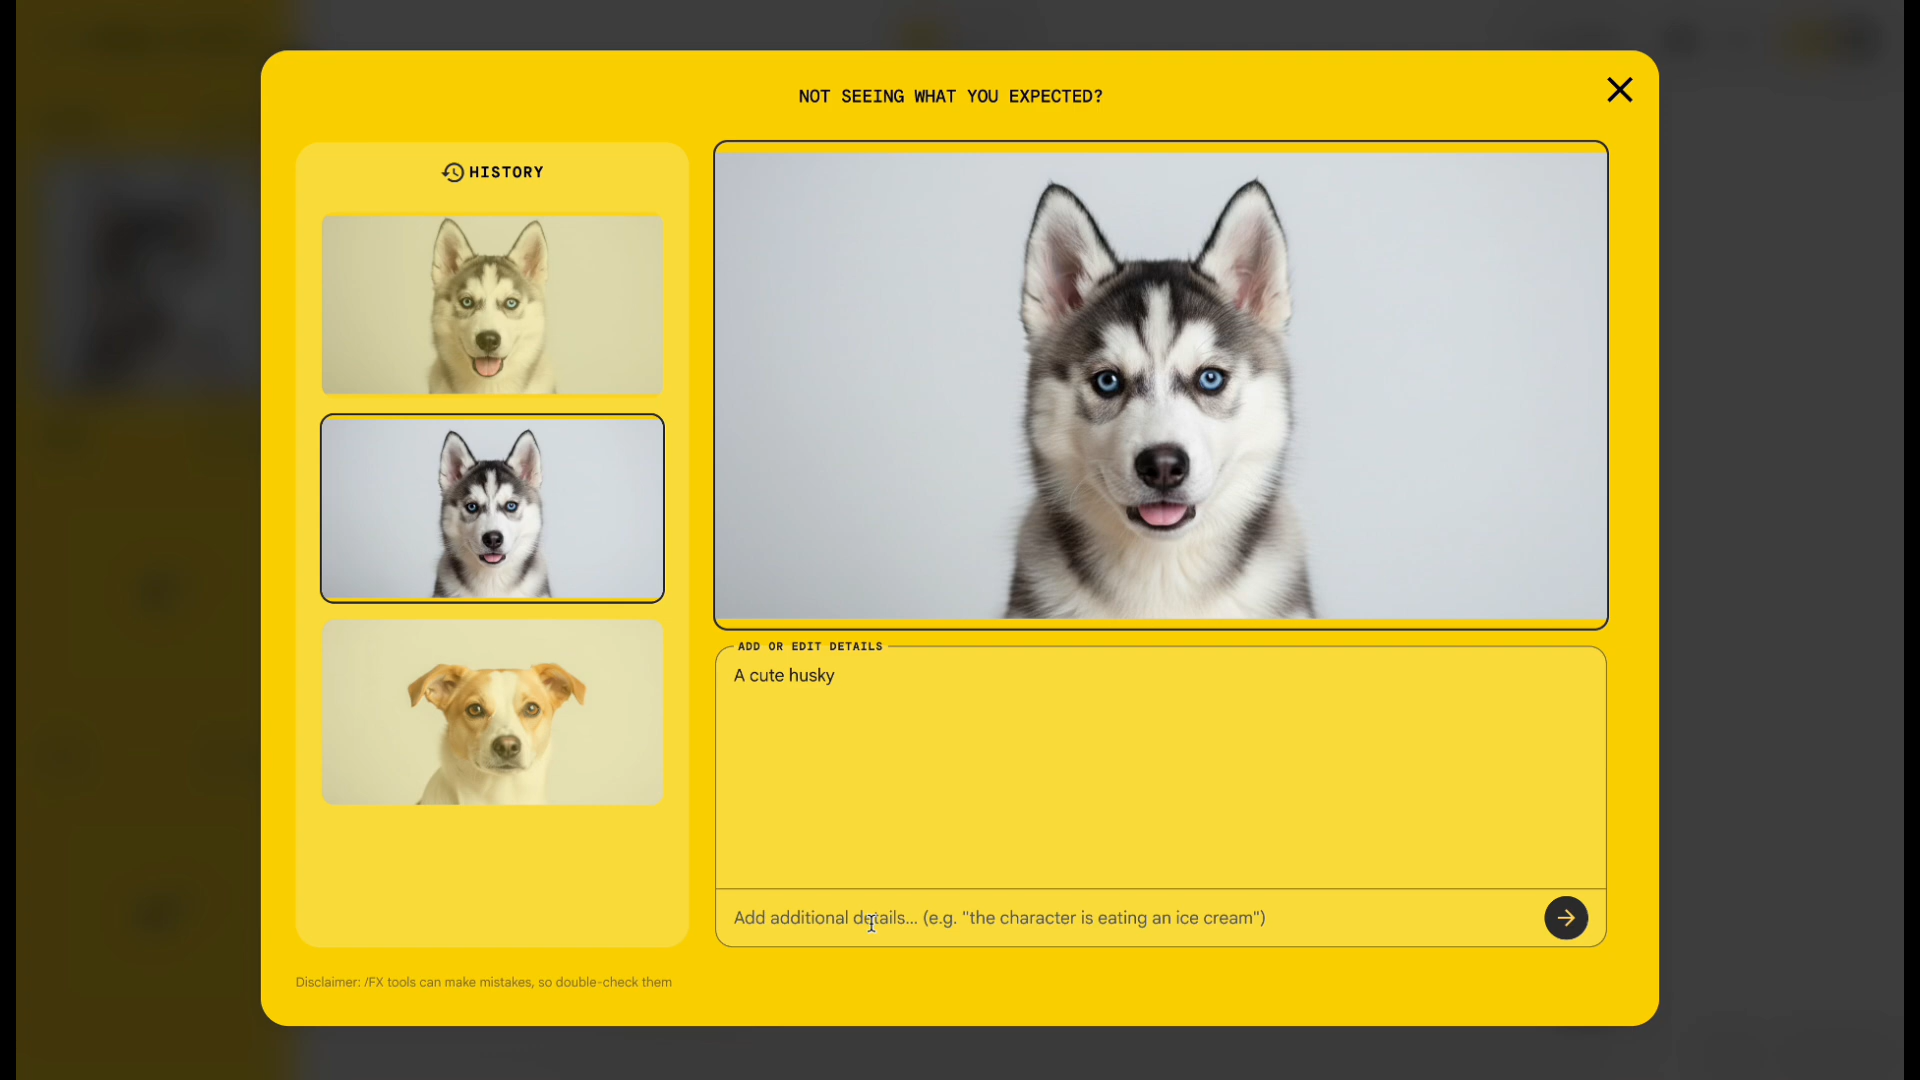 NOT SEEING WHAT YOU EXPECTED?
HISTORY
ADD OR EDIT DETAILS
A cute husky
Add additional details... (e.g. "the character is eating an ice cream")
Disclaimer: /FX tools can make mistakes, so double-check them